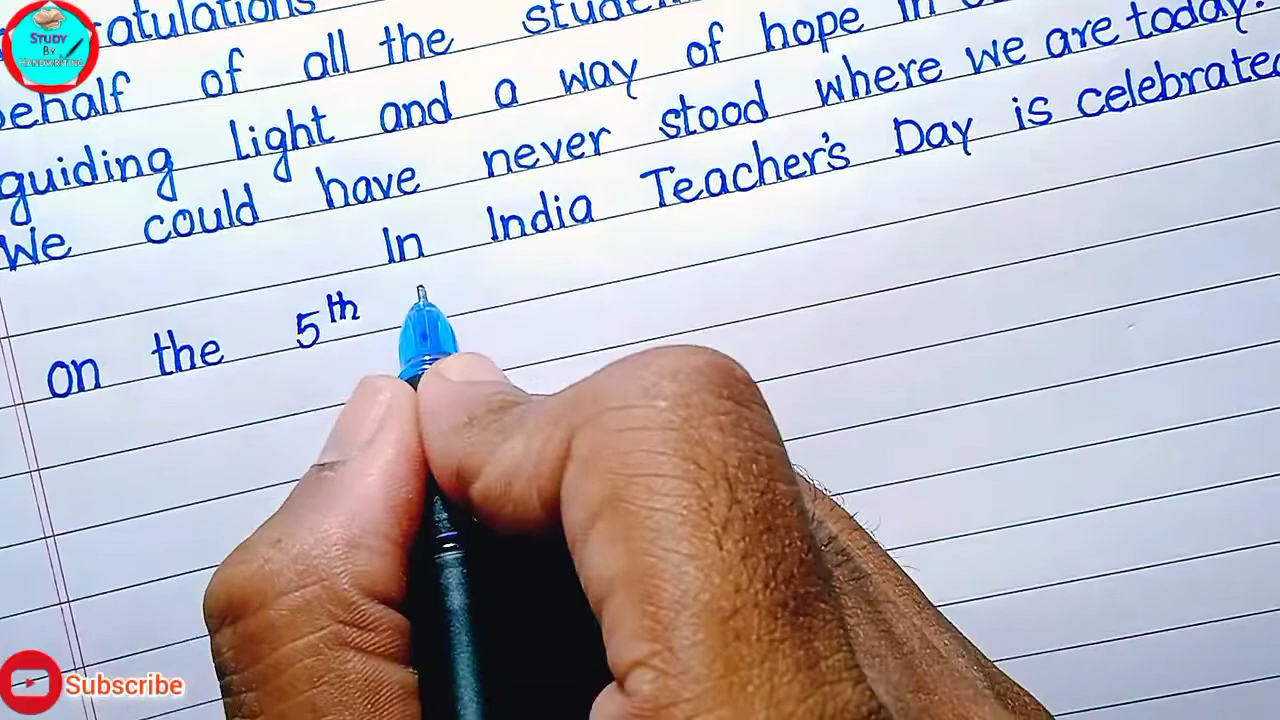 STUDY
By
HANDWRITING
behalf of all the
guiding light and a way of hope in
We could have never stood where we are today.
In India Teacher's Day is celebrated
on the 5th
Subscribe